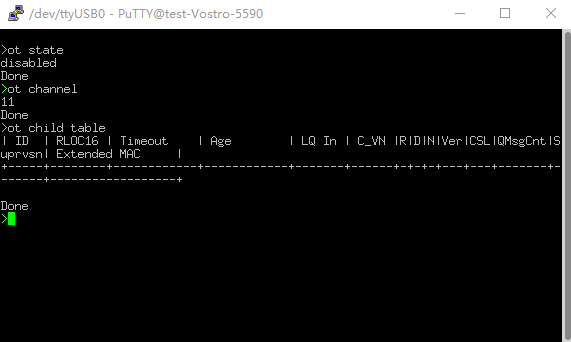 /dev/ttyUSB0 - PuTTY@test-Vostro-5590
>ot state
disabled
Done
>ot channel
11
Done
>ot child table
| ID  | RLOC16 | Timeout    | Age        | LQ In | C_VN |R|D|N|Ver|CSL|QMsgCnt|S
uprvsn| Extended MAC     |
+-----+--------+------------+------------+-------+------+-+-+-+---+---+-------+-
------+------------------+
Done
>